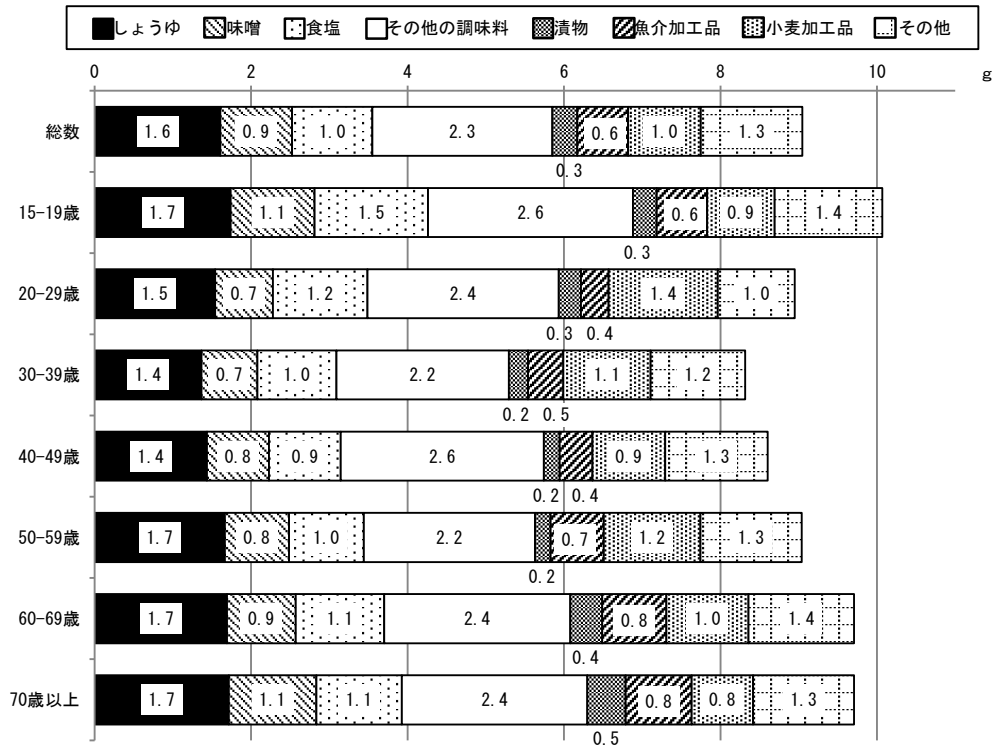 しょうゆ 味噌 食塩 その他の調味料 漬物 魚介加工品 小麦加工品 その他
0 2 4 6 8 10 g
総数 1.6 0.9 1.0 2.3 0.6 1.0 1.3
0.3
15-19歳 1.7 1.1 1.5 2.6 0.6 0.9 1.4
0.3
20-29歳 1.5 0.7 1.2 2.4 1.4 1.0
0.3 0.4
30-39歳 1.4 0.7 1.0 2.2 1.1 1.2
0.2 0.5
40-49歳 1.4 0.8 0.9 2.6 0.9 1.3
0.2 0.4
50-59歳 1.7 0.8 1.0 2.2 0.7 1.2 1.3
0.2
60-69歳 1.7 0.9 1.1 2.4 0.8 1.0 1.4
0.4
70歳以上 1.7 1.1 1.1 2.4 0.8 0.8 1.3
0.5